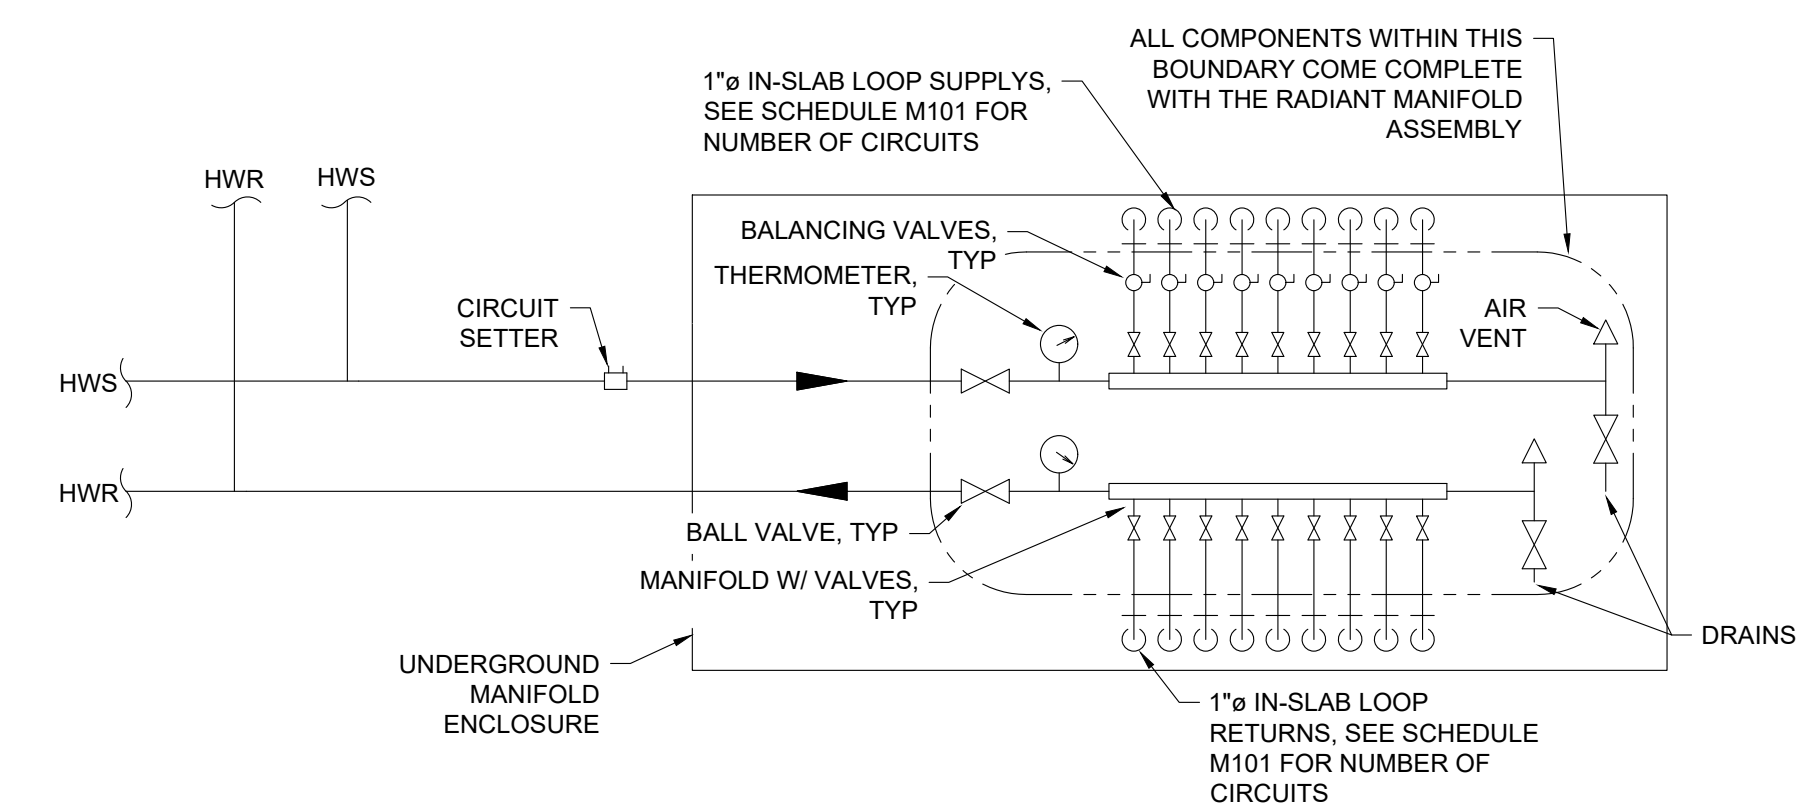 ALL COMPONENTS WITHIN THIS
BOUNDARY COME COMPLETE
WITH THE RADIANT MANIFOLD
ASSEMBLY
1"ø IN-SLAB LOOP SUPPLYS,
SEE SCHEDULE M101 FOR
NUMBER OF CIRCUITS
HWR
HWS
BALANCING VALVES,
TYP
THERMOMETER,
TYP
CIRCUIT
SETTER
AIR
VENT
HWS
HWR
BALL VALVE, TYP
MANIFOLD W/ VALVES,
TYP
DRAINS
UNDERGROUND
MANIFOLD
ENCLOSURE
1"ø IN-SLAB LOOP
RETURNS, SEE SCHEDULE
M101 FOR NUMBER OF
CIRCUITS